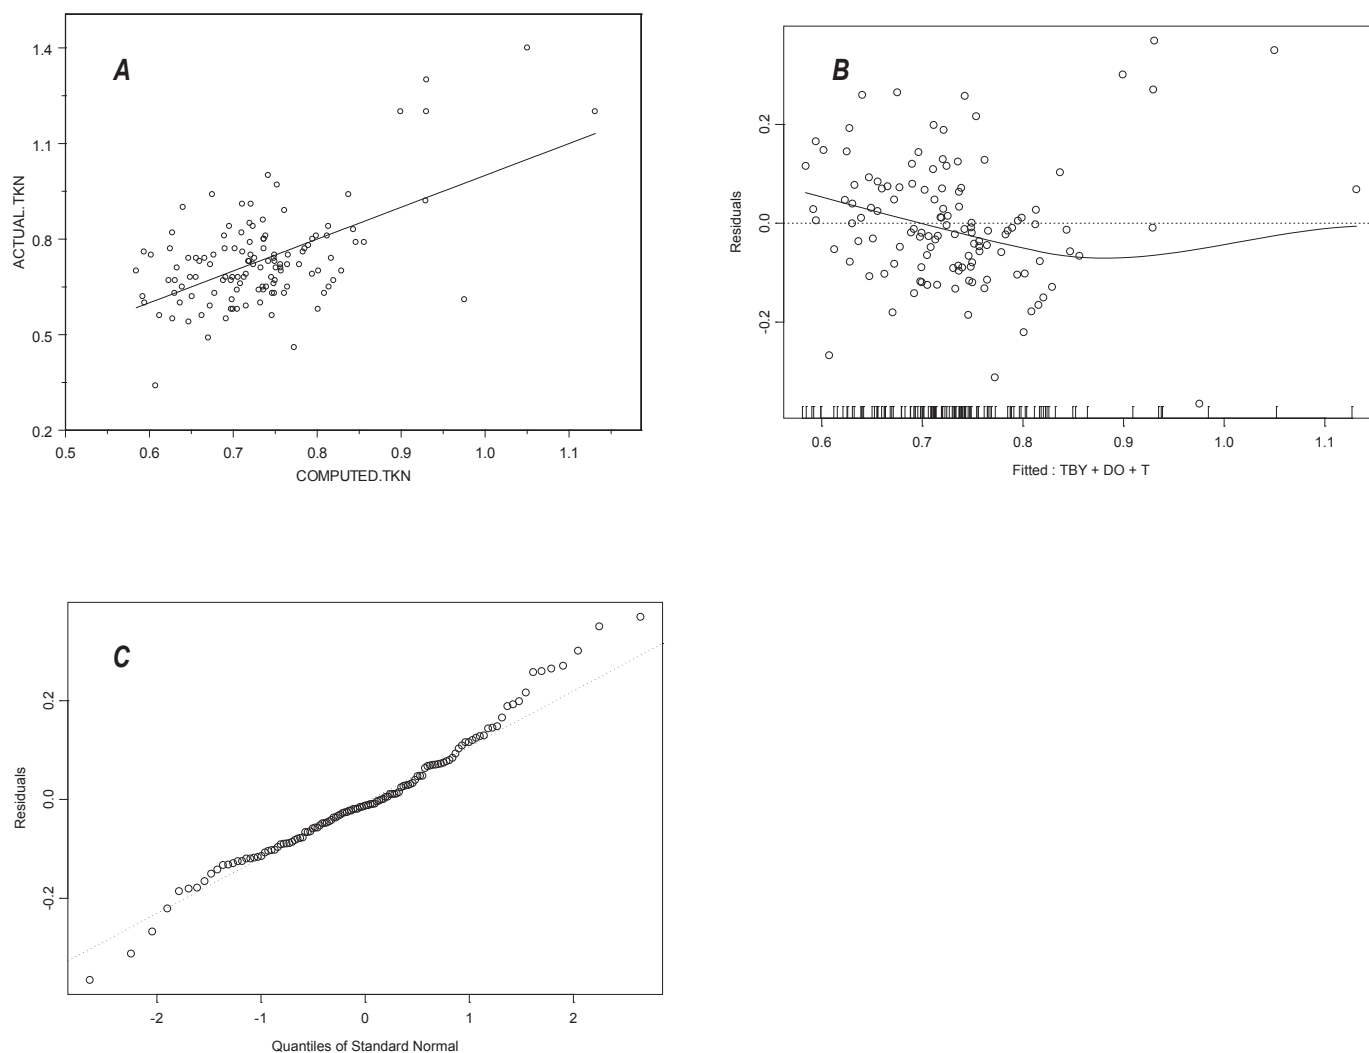 A
ACTUAL.TKN
1.4
1.1
0.8
0.5
0.2
0.5 0.6 0.7 0.8 0.9 1.0 1.1
COMPUTED.TKN
B
Residuals
0.2
0.0
-0.2
0.6 0.7 0.8 0.9 1.0 1.1
Fitted : TBY + DO + T
C
Residuals
0.2
0.0
-0.2
-2 -1 0 1 2
Quantiles of Standard Normal